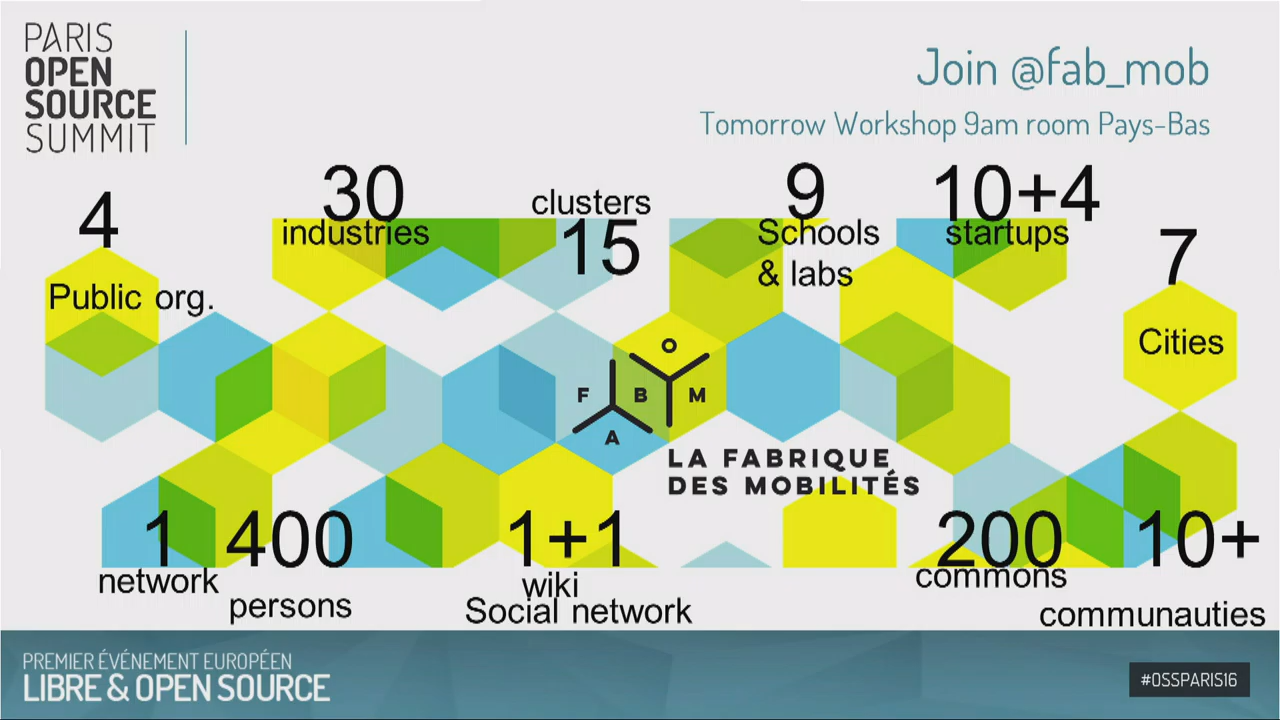 PARIS
OPEN
SOURCE
SUMMIT
Join @fab_mob
Tomorrow Workshop 9am room Pays-Bas
4
Public org.
30
industries
clusters
15
9
Schools
& labs
10+4
startups
7
Cities
O
F B M
A
LA FABRIQUE
DES MOBILITÉS
1
network
400
persons
1+1
wiki
Social network
200
commons
10+
communauties
PREMIER ÉVÉNEMENT EUROPÉEN
LIBRE & OPEN SOURCE
#OSSPARIS16